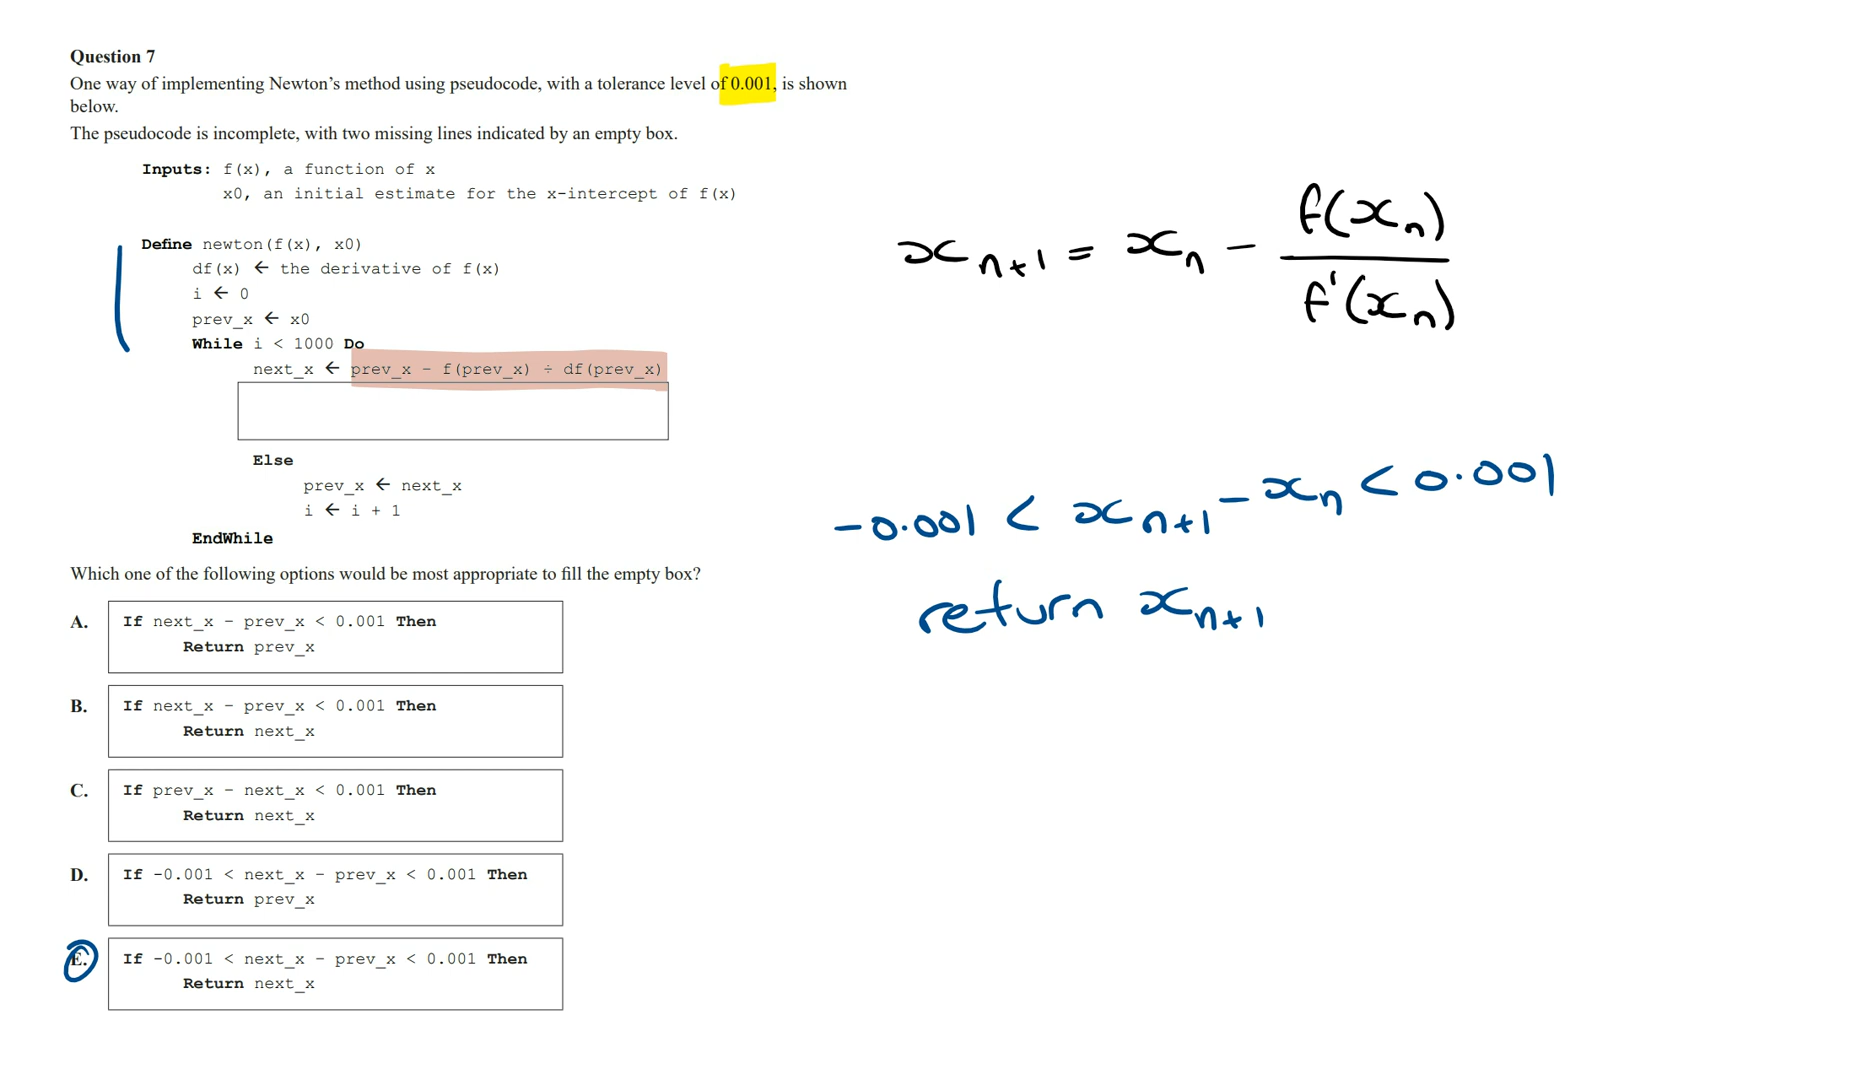 Question 7
One way of implementing Newton’s method using pseudocode, with a tolerance level of 0.001, is shown
below.
The pseudocode is incomplete, with two missing lines indicated by an empty box.
Inputs: f(x), a function of x
x0, an initial estimate for the x-intercept of f(x)
Define newton(f(x), x0)
df(x) ← the derivative of f(x)
i ← 0
prev_x ← x0
While i < 1000 Do
next_x ← prev_x – f(prev_x) ÷ df(prev_x)
Else
prev_x ← next_x
i ← i + 1
EndWhile
Which one of the following options would be most appropriate to fill the empty box?
A. If next_x – prev_x < 0.001 Then
Return prev_x
B. If next_x – prev_x < 0.001 Then
Return next_x
C. If prev_x – next_x < 0.001 Then
Return next_x
D. If -0.001 < next_x – prev_x < 0.001 Then
Return prev_x
E. If -0.001 < next_x – prev_x < 0.001 Then
Return next_x
x_{n+1} = x_n – f(x_n) / f'(x_n)
-0.001 < x_{n+1} – x_n < 0.001
return x_{n+1}